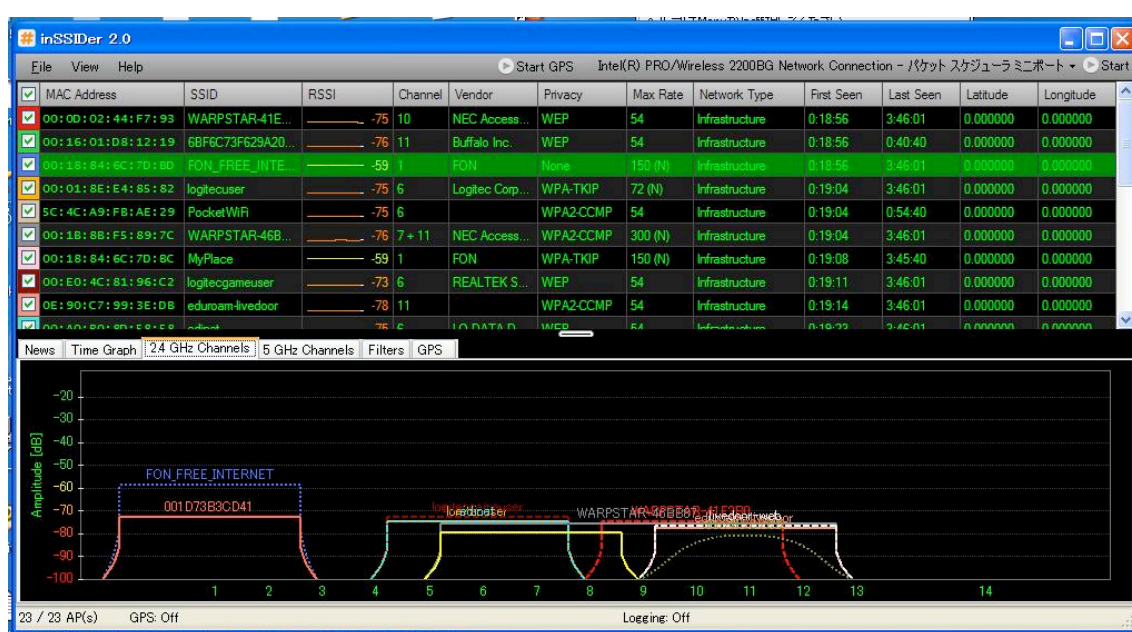 inSSIDer 2.0
File View Help Start GPS Intel(R) PRO/Wireless 2200BG Network Connection - パケット スケジューラ ミニポート Start
MAC Address SSID RSSI Channel Vendor Privacy Max Rate Network Type First Seen Last Seen Latitude Longitude
00:0D:02:44:F7:93 WARPSTAR-41E... -75 10 NEC Access... WEP 54 Infrastructure 0:18:56 3:46:01 0.000000 0.000000
00:16:01:D8:12:19 6BF6C73F629A20... -76 11 Buffalo Inc. WEP 54 Infrastructure 0:18:56 0:40:40 0.000000 0.000000
00:18:84:6C:7D:BD FON_FREE_INTE... -59 1 FON None 150 (N) Infrastructure 0:18:56 3:46:01 0.000000 0.000000
00:01:8E:E4:85:82 logitecuser -75 6 Logitec Corp... WPA-TKIP 72 (N) Infrastructure 0:19:04 3:46:01 0.000000 0.000000
5C:4C:A9:FB:AE:29 PocketWiFi -75 6 WPA2-CCMP 54 Infrastructure 0:19:04 0:54:40 0.000000 0.000000
00:1B:8B:F5:89:7C WARPSTAR-46B... -76 7 + 11 NEC Access... WPA2-CCMP 300 (N) Infrastructure 0:19:04 3:46:01 0.000000 0.000000
00:18:84:6C:7D:BC MyPlace -59 1 FON WPA-TKIP 150 (N) Infrastructure 0:19:08 3:45:40 0.000000 0.000000
00:E0:4C:81:96:C2 logitecgameuser -73 6 REALTEK S... WEP 54 Infrastructure 0:19:11 3:46:01 0.000000 0.000000
0E:90:C7:99:3E:DB eduroam-livedoor -78 11 WPA2-CCMP 54 Infrastructure 0:19:14 3:46:01 0.000000 0.000000
-75 6 WEP 54 Infrastructure 0:19:23 3:46:01 0.000000 0.000000
News Time Graph 2.4 GHz Channels 5 GHz Channels Filters GPS
Amplitude [dB]
-20
-30
-40
-50
FON_FREE_INTERNET
-60
001D73B3CD41
-70
-80
-90
-100
1 2 3 4 5 6 7 8 9 10 11 12 13 14
23 / 23 AP(s) GPS: Off Logging: Off